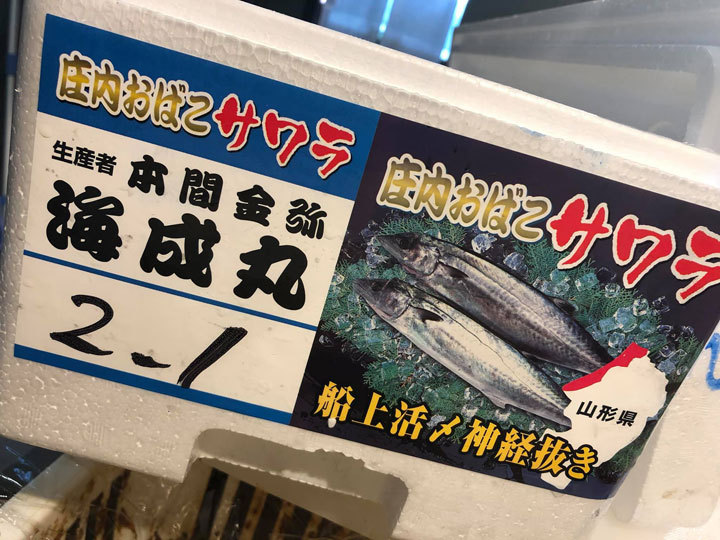 庄内おばこサワラ
生産者 本間金弥
海成丸
2-1
庄内おばこサワラ
山形県
船上活〆神経抜き